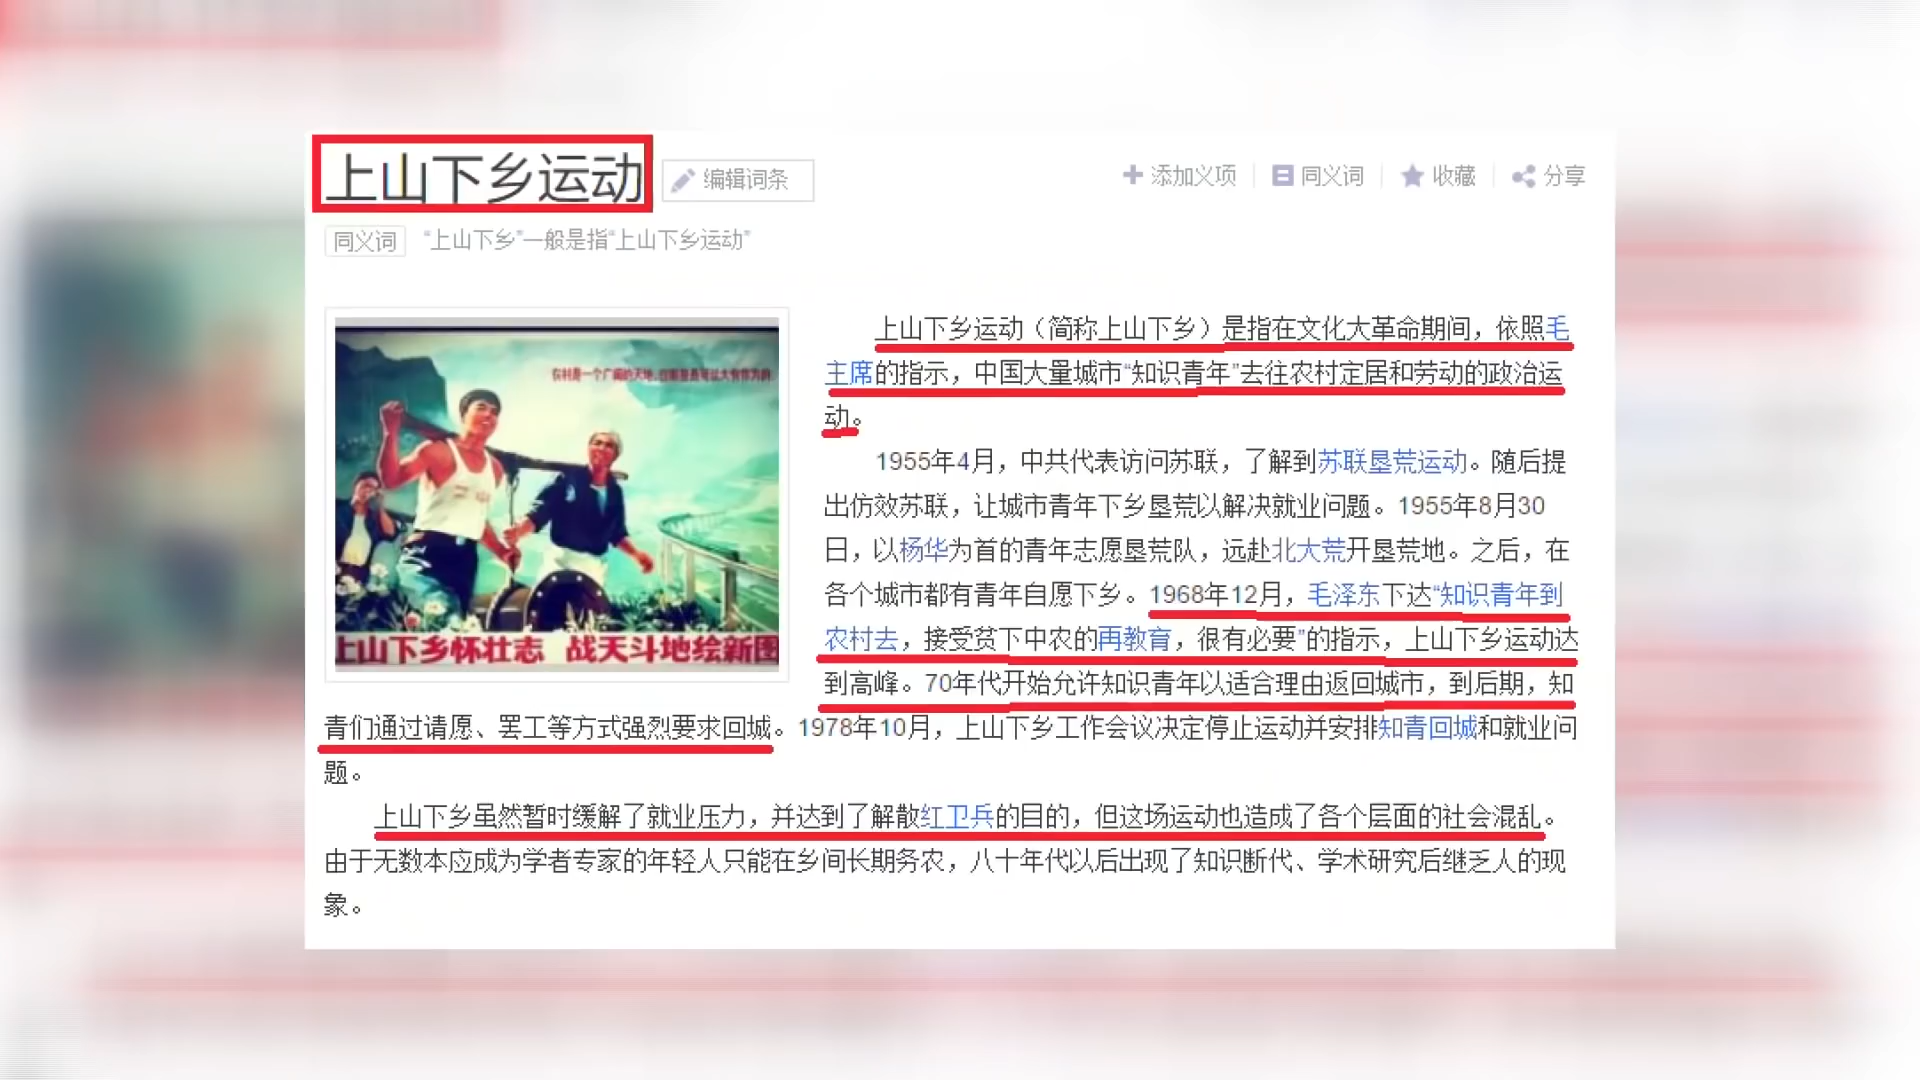 上山下乡运动
编辑词条
添加义项
同义词
收藏
分享
同义词
“上山下乡”一般是指“上山下乡运动”
农村是一个广阔的天地，在那里是可以大有作为的
上山下乡怀壮志 战天斗地绘新图
上山下乡运动（简称上山下乡）是指在文化大革命期间，依照毛
主席的指示，中国大量城市“知识青年”去往农村定居和劳动的政治运
动。
1955年4月，中共代表访问苏联，了解到苏联垦荒运动。随后提
出仿效苏联，让城市青年下乡垦荒以解决就业问题。1955年8月30
日，以杨华为首的青年志愿垦荒队，远赴北大荒开垦荒地。之后，在
各个城市都有青年自愿下乡。1968年12月，毛泽东下达“知识青年到
农村去，接受贫下中农的再教育，很有必要”的指示，上山下乡运动达
到高峰。70年代开始允许知识青年以适合理由返回城市，到后期，知
青们通过请愿、罢工等方式强烈要求回城。1978年10月，上山下乡工作会议决定停止运动并安排知青回城和就业问
题。
上山下乡虽然暂时缓解了就业压力，并达到了解散红卫兵的目的，但这场运动也造成了各个层面的社会混乱。
由于无数本应成为学者专家的年轻人只能在乡间长期务农，八十年代以后出现了知识断代、学术研究后继乏人的现
象。